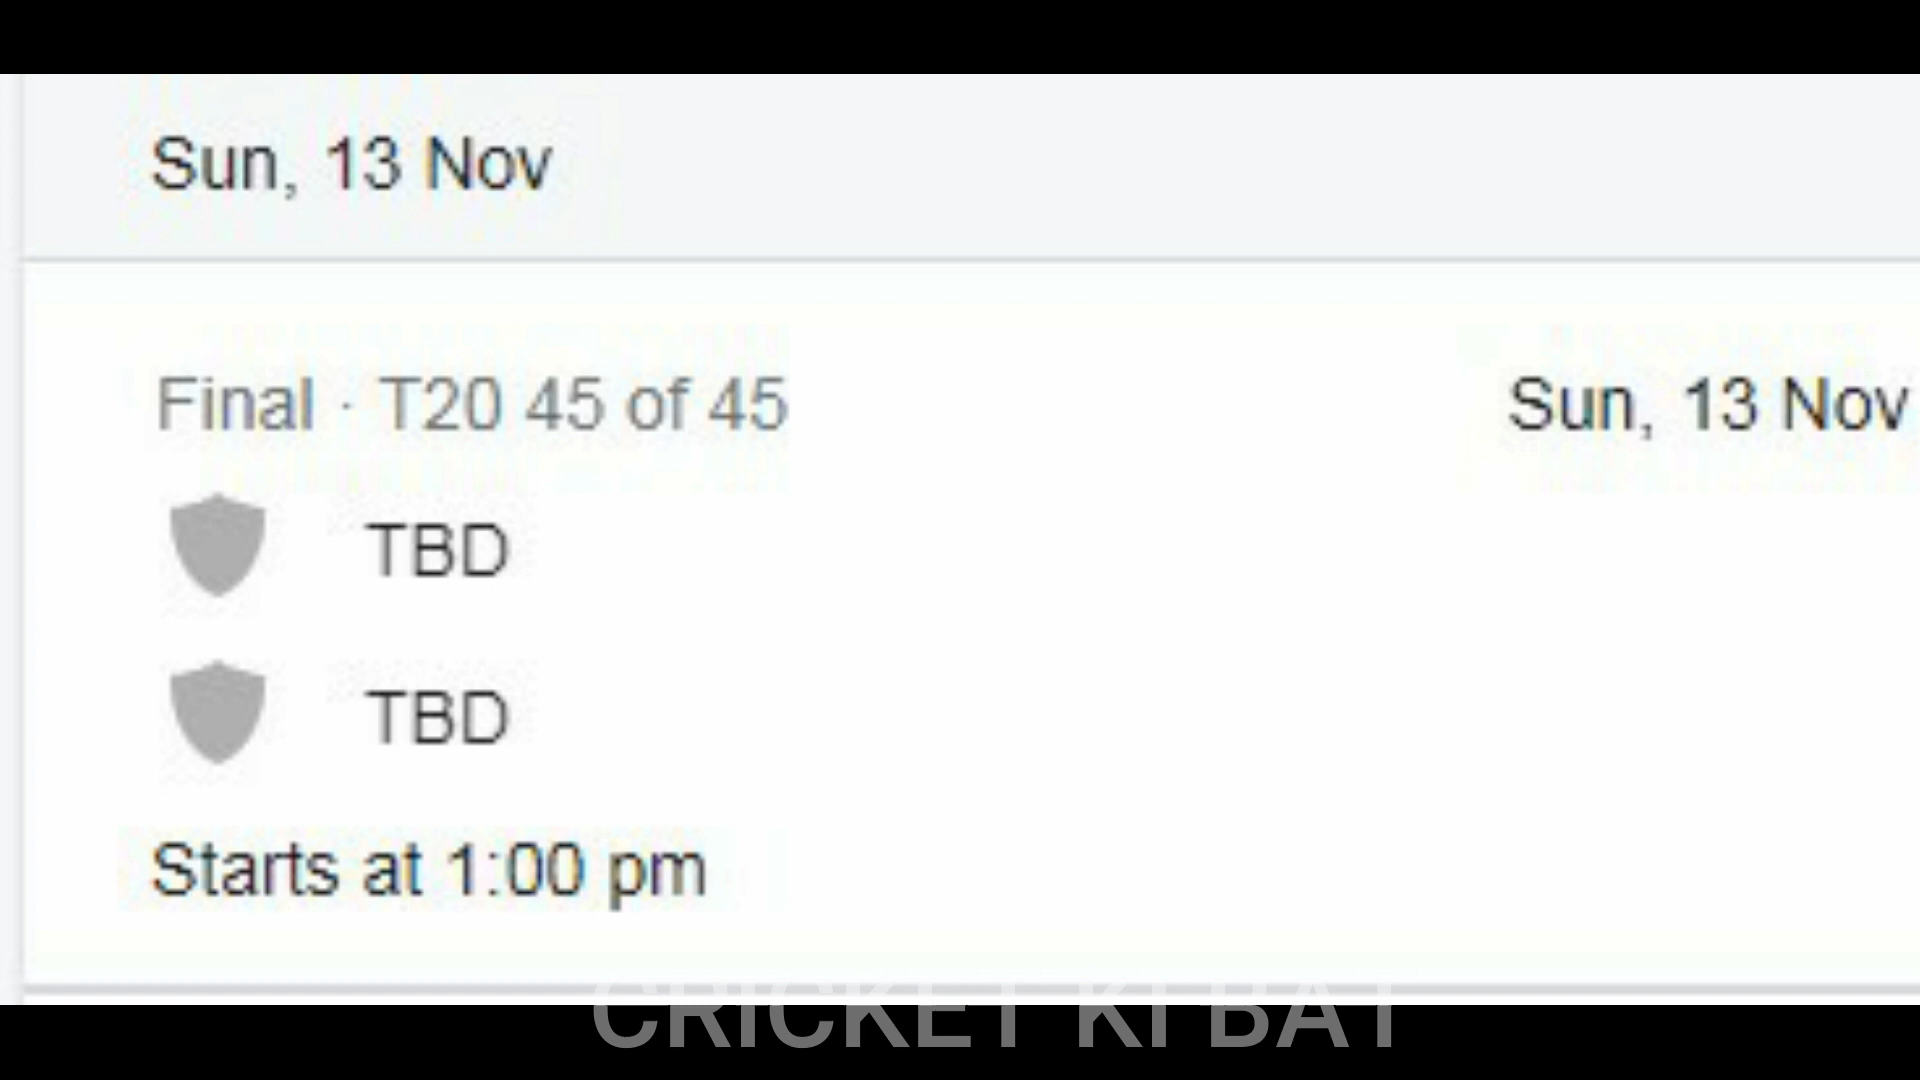 Sun, 13 Nov
Final · T20 45 of 45
Sun, 13 Nov
TBD
TBD
Starts at 1:00 pm
CRICKET KI BAT